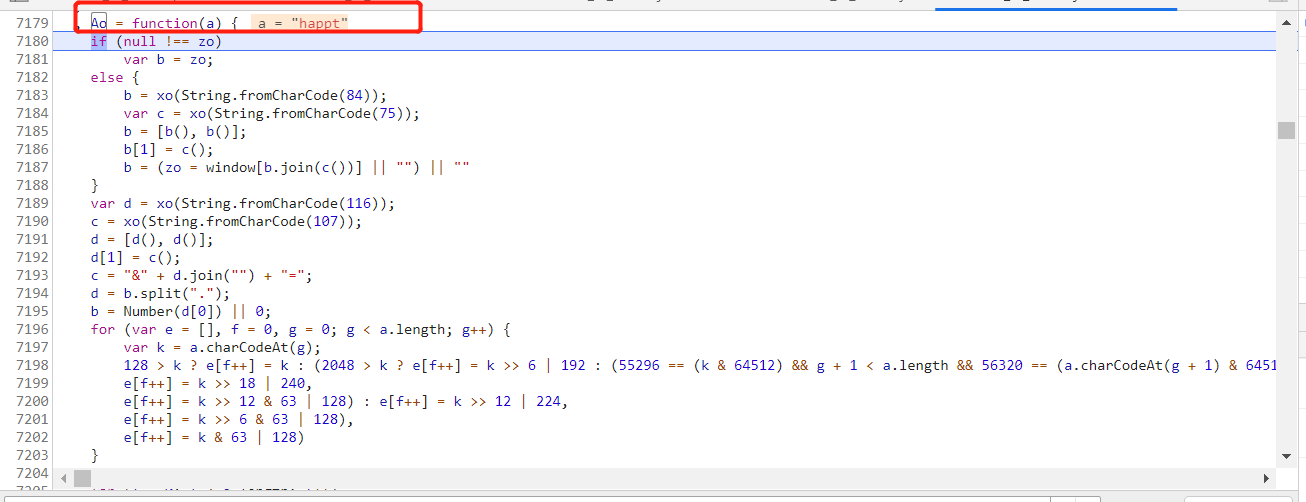 7179 Ao = function(a) { a = "happt"
7180 if (null !== zo)
7181 var b = zo;
7182 else {
7183 b = xo(String.fromCharCode(84));
7184 var c = xo(String.fromCharCode(75));
7185 b = [b(), b()];
7186 b[1] = c();
7187 b = (zo = window[b.join(c())] || "") || ""
7188 }
7189 var d = xo(String.fromCharCode(116));
7190 c = xo(String.fromCharCode(107));
7191 d = [d(), d()];
7192 d[1] = c();
7193 c = "&" + d.join("") + "=";
7194 d = b.split(".");
7195 b = Number(d[0]) || 0;
7196 for (var e = [], f = 0, g = 0; g < a.length; g++) {
7197 var k = a.charCodeAt(g);
7198 128 > k ? e[f++] = k : (2048 > k ? e[f++] = k >> 6 | 192 : (55296 == (k & 64512) && g + 1 < a.length && 56320 == (a.charCodeAt(g + 1) & 6451
7199 e[f++] = k >> 18 | 240,
7200 e[f++] = k >> 12 & 63 | 128) : e[f++] = k >> 12 | 224,
7201 e[f++] = k >> 6 & 63 | 128),
7202 e[f++] = k & 63 | 128)
7203 }
7204